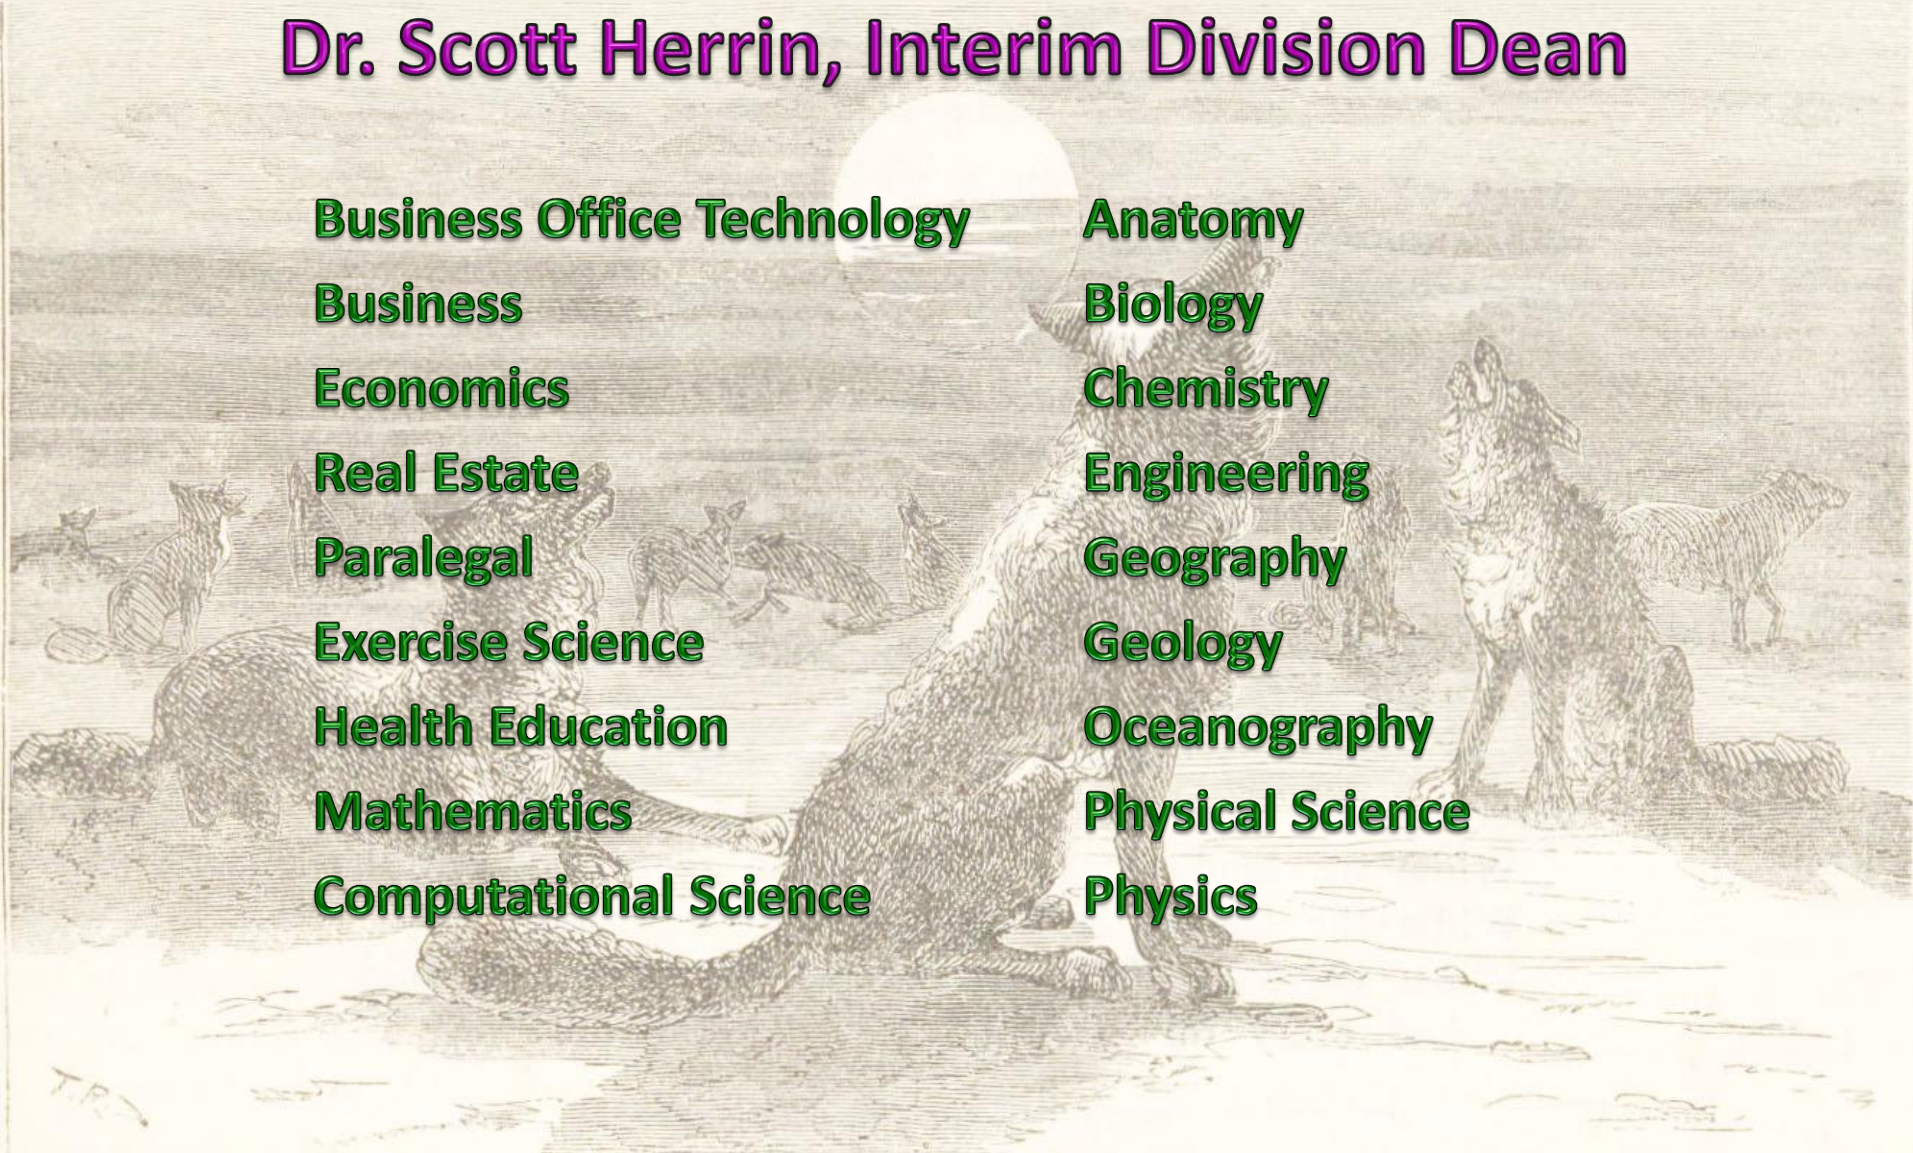 Dr. Scott Herrin, Interim Division Dean
Business Office Technology
Business
Economics
Real Estate
Paralegal
Exercise Science
Health Education
Mathematics
Computational Science
Anatomy
Biology
Chemistry
Engineering
Geography
Geology
Oceanography
Physical Science
Physics